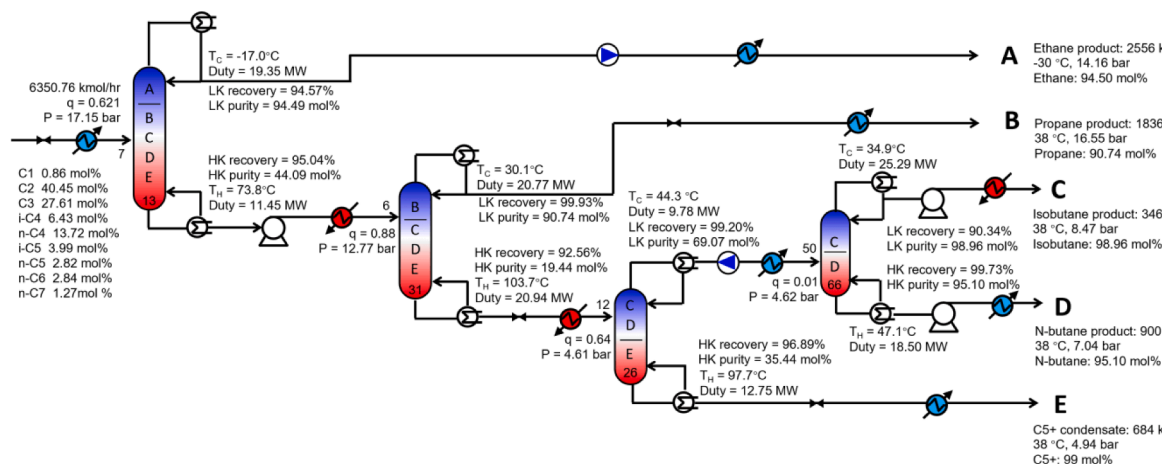 6350.76 kmol/hr
q = 0.621
P = 17.15 bar
7
C1 0.86 mol%
C2 40.45 mol%
C3 27.61 mol%
i-C4 6.43 mol%
n-C4 13.72 mol%
i-C5 3.99 mol%
n-C5 2.82 mol%
n-C6 2.84 mol%
n-C7 1.27mol %
A
B
C
D
E
13
T_C = -17.0°C
Duty = 19.35 MW
LK recovery = 94.57%
LK purity = 94.49 mol%
HK recovery = 95.04%
HK purity = 44.09 mol%
T_H = 73.8°C
Duty = 11.45 MW
6
q = 0.88
P = 12.77 bar
B
C
D
E
31
T_C = 30.1°C
Duty = 20.77 MW
LK recovery = 99.93%
LK purity = 90.74 mol%
HK recovery = 92.56%
HK purity = 19.44 mol%
T_H = 103.7°C
Duty = 20.94 MW
12
q = 0.64
P = 4.61 bar
C
D
E
26
T_C = 44.3 °C
Duty = 9.78 MW
LK recovery = 99.20%
LK purity = 69.07 mol%
HK recovery = 96.89%
HK purity = 35.44 mol%
T_H = 97.7°C
Duty = 12.75 MW
50
q = 0.01
P = 4.62 bar
C
D
66
T_C = 34.9°C
Duty = 25.29 MW
LK recovery = 90.34%
LK purity = 98.96 mol%
HK recovery = 99.73%
HK purity = 95.10 mol%
T_H = 47.1°C
Duty = 18.50 MW
A
Ethane product: 2556 k
-30 °C, 14.16 bar
Ethane: 94.50 mol%
B
Propane product: 1836
38 °C, 16.55 bar
Propane: 90.74 mol%
C
Isobutane product: 346
38 °C, 8.47 bar
Isobutane: 98.96 mol%
D
N-butane product: 900
38 °C, 7.04 bar
N-butane: 95.10 mol%
E
C5+ condensate: 684 k
38 °C, 4.94 bar
C5+: 99 mol%